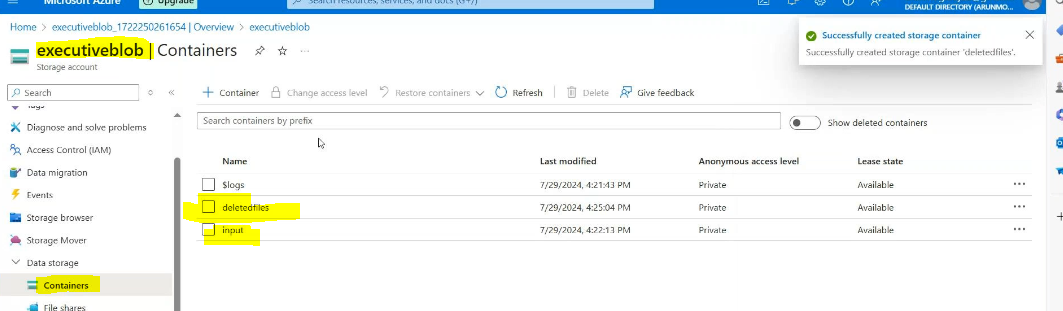 Microsoft Azure
Upgrade
Search resources, services, and docs (G+/)
DEFAULT DIRECTORY (ARUNMO...
Home > executiveblob_1722250261654 | Overview > executiveblob
executiveblob | Containers
Storage account
Successfully created storage container
Successfully created storage container 'deletedfiles'.
Search
Container
Change access level
Restore containers
Refresh
Delete
Give feedback
Search containers by prefix
Show deleted containers
Tags
Diagnose and solve problems
Access Control (IAM)
Data migration
Events
Storage browser
Storage Mover
Data storage
Containers
File shares
Name Last modified Anonymous access level Lease state
$logs 7/29/2024, 4:21:43 PM Private Available
deletedfiles 7/29/2024, 4:25:04 PM Private Available
input 7/29/2024, 4:22:13 PM Private Available